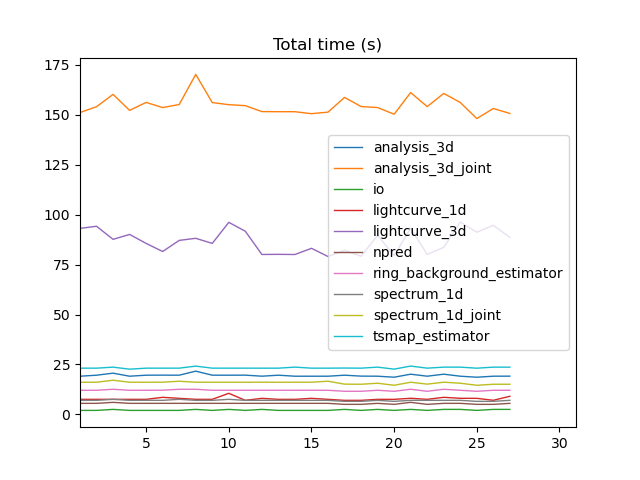 Total time (s)
175
150
125
100
75
50
25
0
analysis_3d
analysis_3d_joint
io
lightcurve_1d
lightcurve_3d
npred
ring_background_estimator
spectrum_1d
spectrum_1d_joint
tsmap_estimator
5 10 15 20 25 30